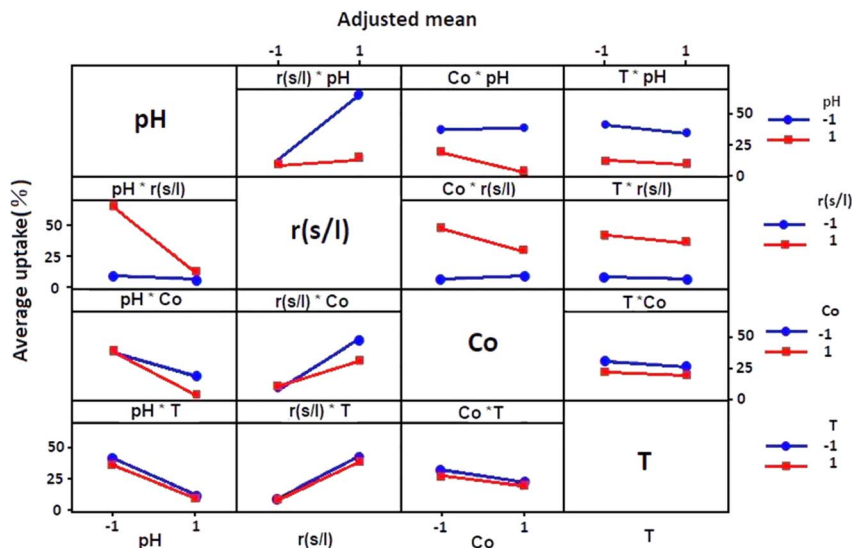 Adjusted mean
-1 1 -1 1
r(s/l) * pH Co * pH T * pH
pH
50
25
0
pH
-1
1
pH * r(s/l) Co * r(s/l) T * r(s/l)
50
25
0
r(s/l)
r(s/l)
-1
1
Average uptake(%)
pH * Co r(s/l) * Co T *Co
Co
50
25
0
Co
-1
1
pH * T r(s/l) * T Co *T
50
25
0
T
T
-1
1
-1 1 -1 1
pH r(s/l) Co T